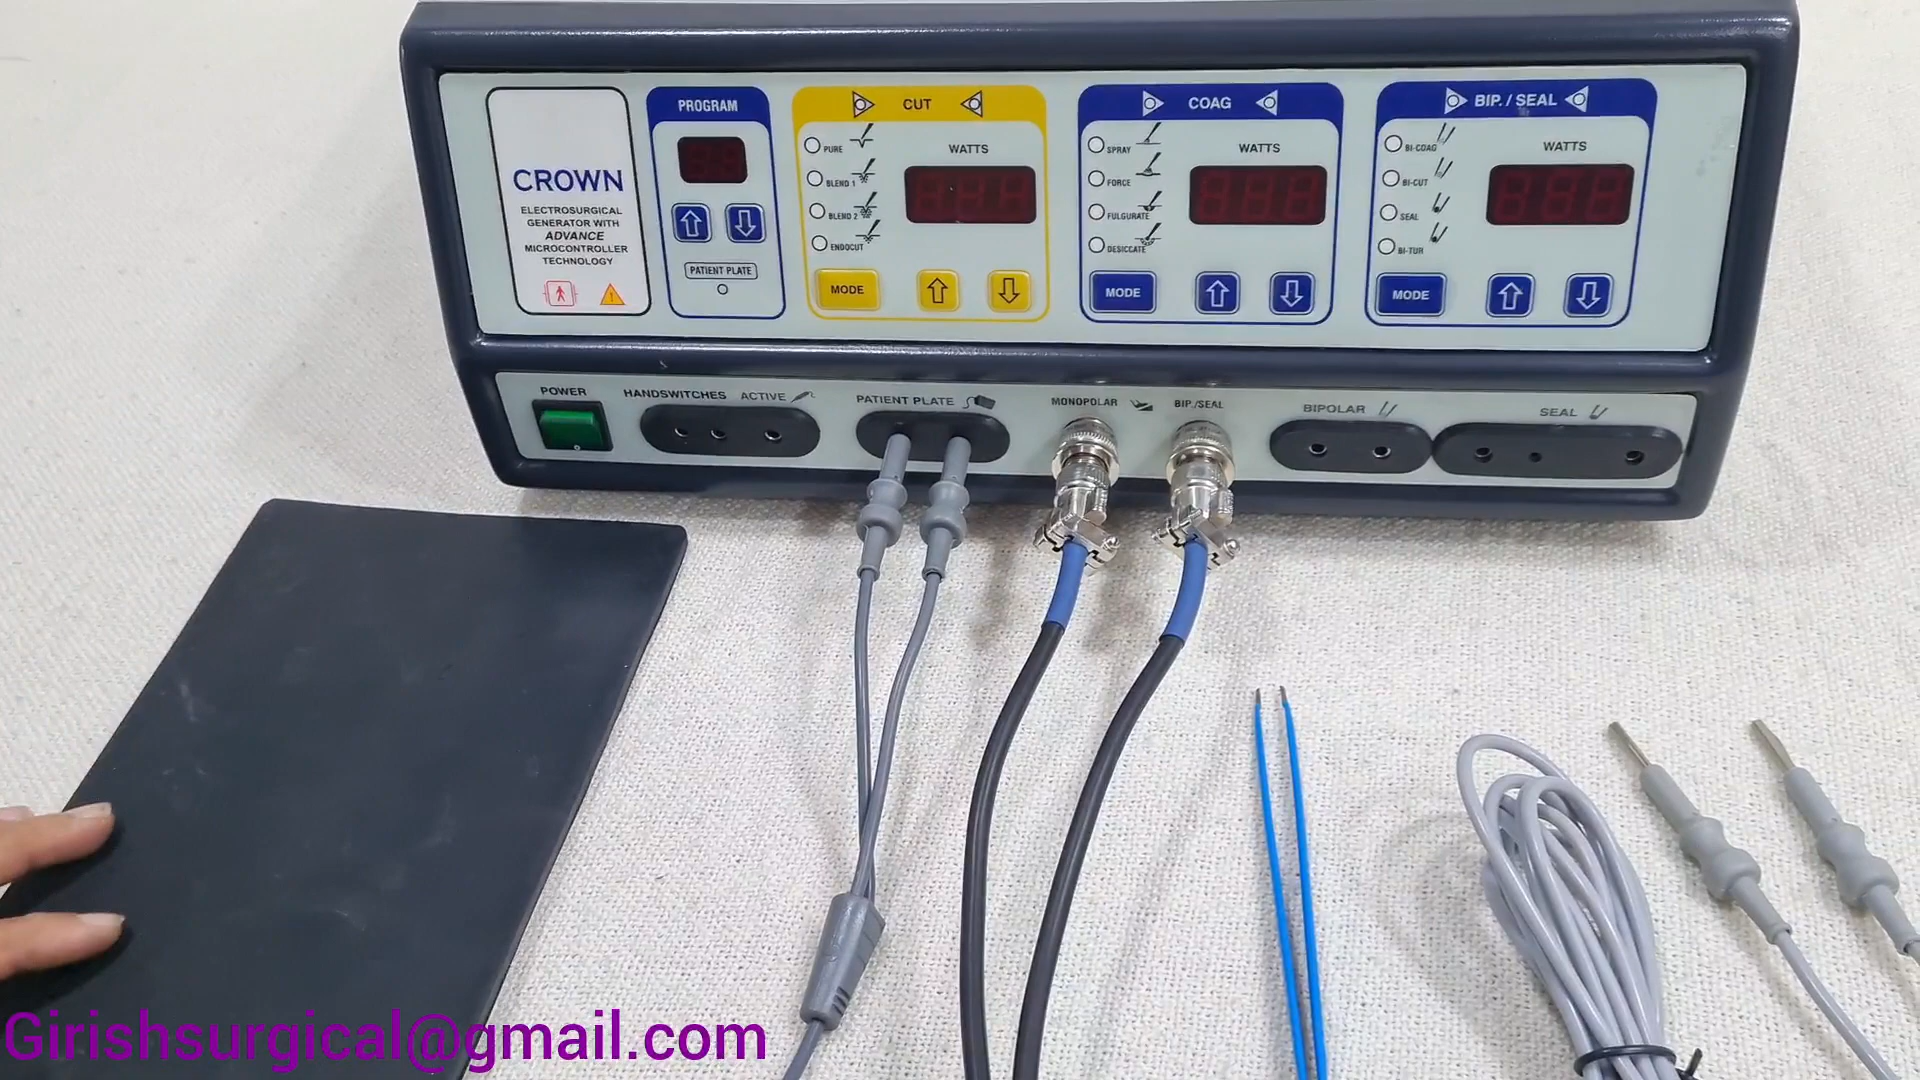 CROWN
ELECTROSURGICAL
GENERATOR WITH
ADVANCE
MICROCONTROLLER
TECHNOLOGY
PROGRAM
PATIENT PLATE
CUT
PURE
BLEND 1
BLEND 2
ENDOCUT
WATTS
MODE
COAG
SPRAY
FORCE
FULGURATE
DESICCATE
WATTS
MODE
BIP. / SEAL
BI-COAG
BI-CUT
SEAL
BI-TUR
WATTS
MODE
POWER
HANDSWITCHES ACTIVE
PATIENT PLATE
MONOPOLAR
BIP./SEAL
BIPOLAR
SEAL
Girishsurgical@gmail.com